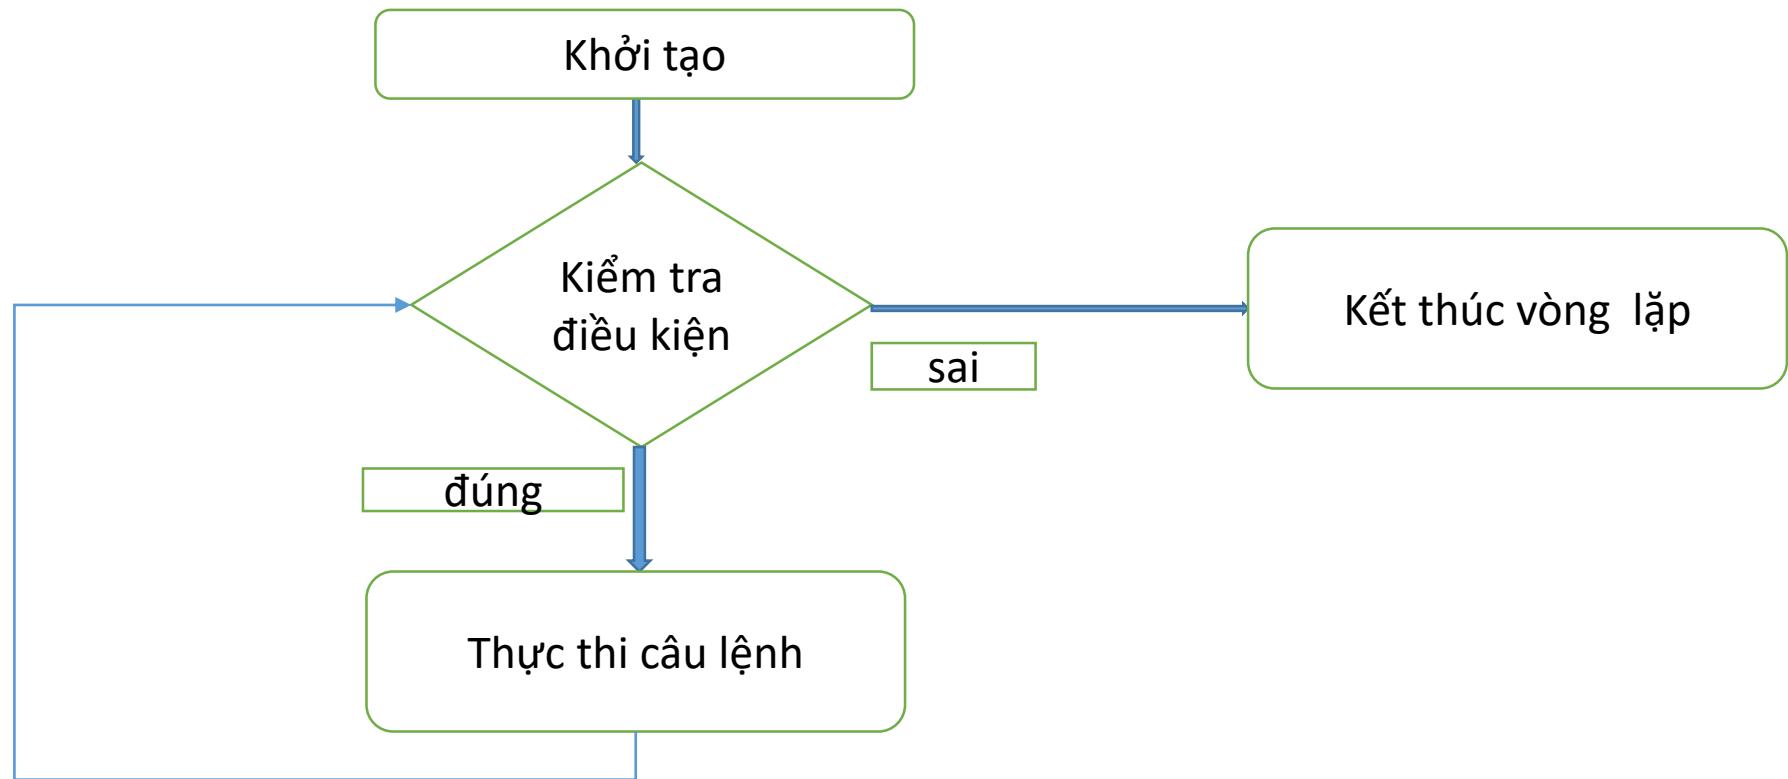 Khởi tạo
Kiểm tra
điều kiện
Kết thúc vòng lặp
sai
đúng
Thực thi câu lệnh